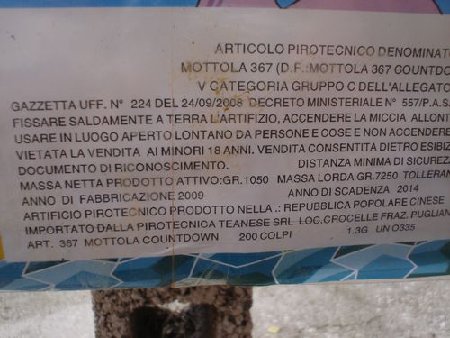 ARTICOLO PIROTECNICO DENOMINAT
MOTTOLA 367 (D.F.:MOTTOLA 367 COUNTDO
V CATEGORIA GRUPPO C DELL'ALLEGATO
GAZZETTA UFF. N° 224 DEL 24/09/2008 DECRETO MINISTERIALE N° 557/P.A.S.
FISSARE SALDAMENTE A TERRA L'ARTIFIZIO, ACCENDERE LA MICCIA ALLONT
USARE IN LUOGO APERTO LONTANO DA PERSONE E COSE E NON ACCENDERE
VIETATA LA VENDITA AI MINORI 18 ANNI. VENDITA CONSENTITA DIETRO ESIBIZ
DOCUMENTO DI RICONOSCIMENTO. DISTANZA MINIMA DI SICUREZ
MASSA NETTA PRODOTTO ATTIVO:GR.1050 MASSA LORDA GR.7250 TOLLERAN
ANNO DI FABBRICAZIONE 2009 ANNO DI SCADENZA 2014
ARTIFICIO PIROTECNICO PRODOTTO NELLA .: REPUBBLICA POPOLARE CINESE
IMPORTATO DALLA PIROTECNICA TEANESE SRL LOC. CROCELLE FRAZ. PUGLIAN
ART. 367 MOTTOLA COUNTDOWN 200 COLPI 1.3G UN0335